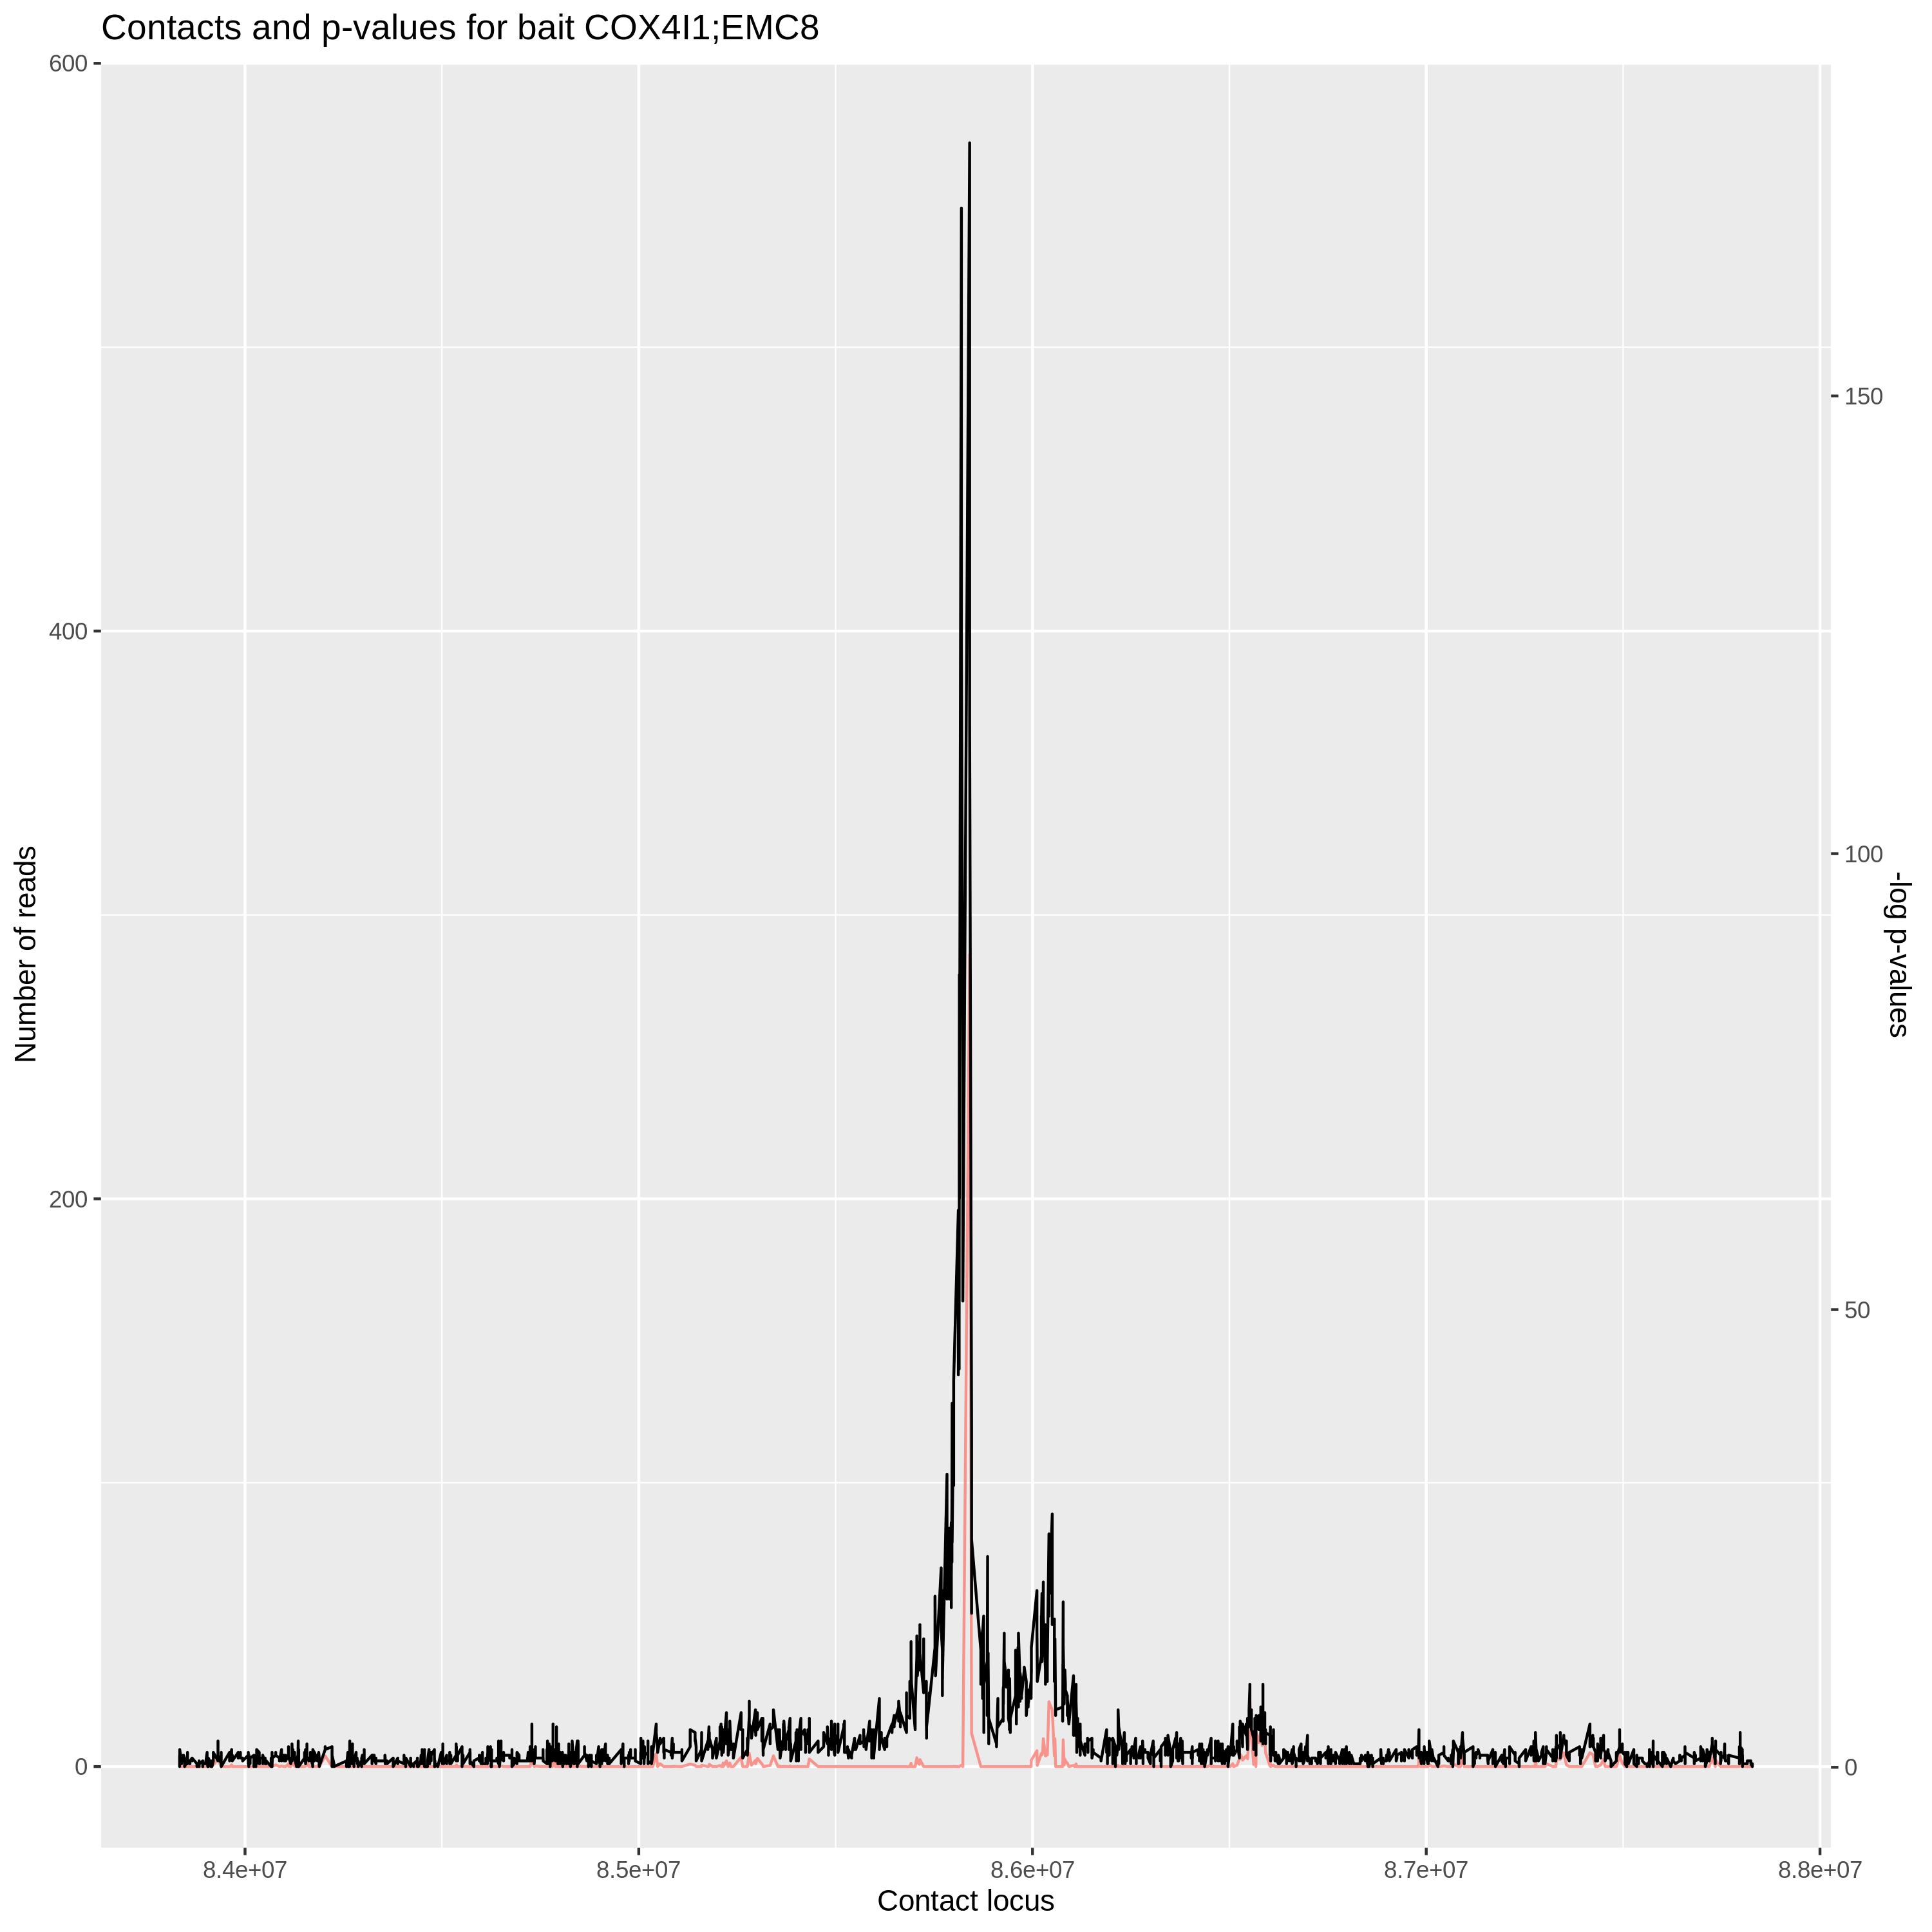 Contacts and p-values for bait COX4I1;EMC8
600
400
200
0
Number of reads
150
100
50
0
-log p-values
8.4e+07 8.5e+07 8.6e+07 8.7e+07 8.8e+07
Contact locus